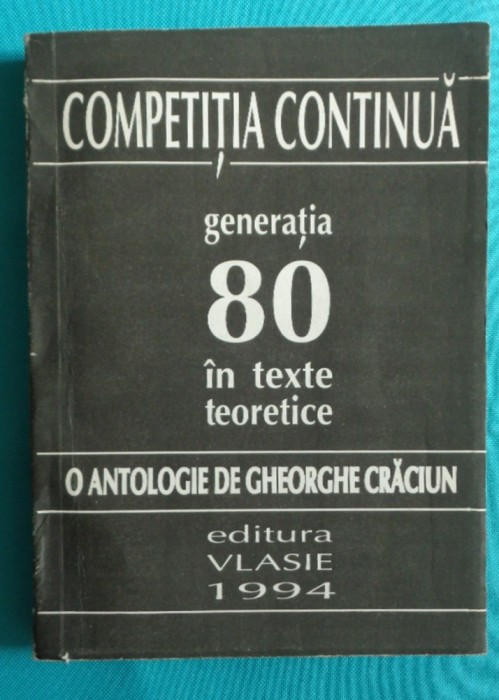 COMPETIȚIA CONTINUĂ
generația
80
în texte
teoretice
O ANTOLOGIE DE GHEORGHE CRĂCIUN
editura
VLASIE
1994